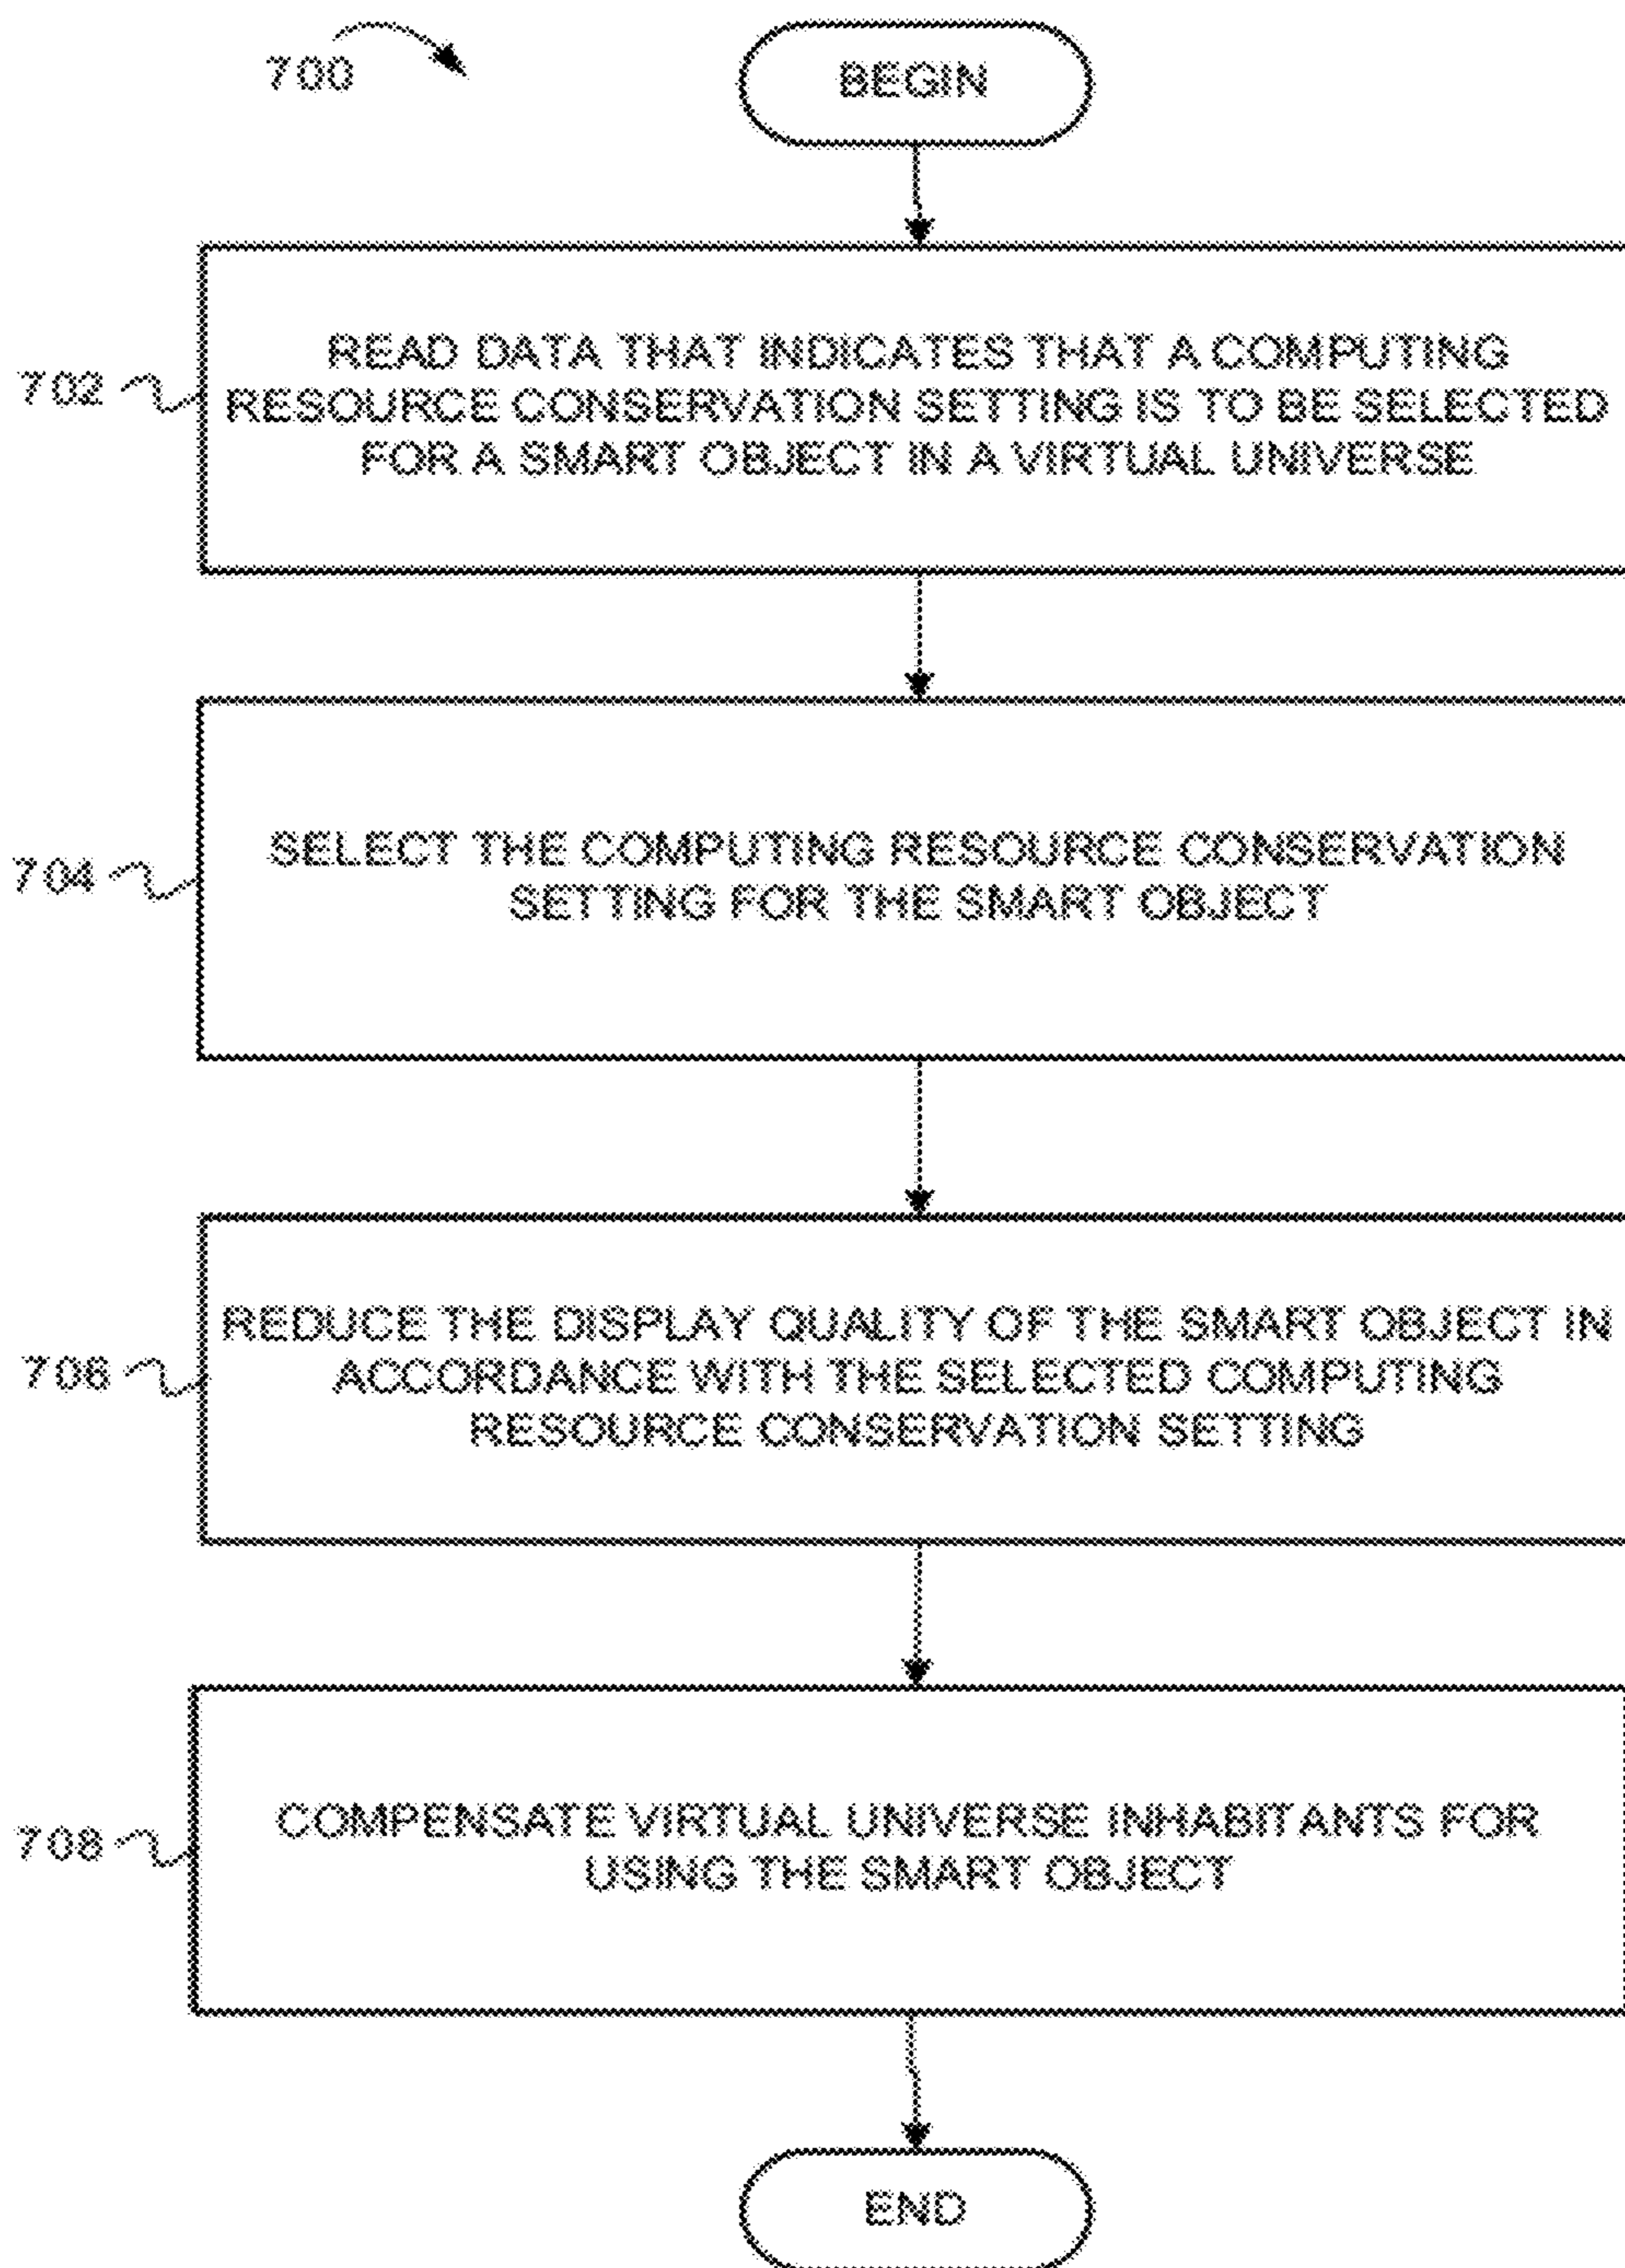 700
BEGIN
702
READ DATA THAT INDICATES THAT A COMPUTING
RESOURCE CONSERVATION SETTING IS TO BE SELECTED
FOR A SMART OBJECT IN A VIRTUAL UNIVERSE
704
SELECT THE COMPUTING RESOURCE CONSERVATION
SETTING FOR THE SMART OBJECT
706
REDUCE THE DISPLAY QUALITY OF THE SMART OBJECT IN
ACCORDANCE WITH THE SELECTED COMPUTING
RESOURCE CONSERVATION SETTING
708
COMPENSATE VIRTUAL UNIVERSE INHABITANTS FOR
USING THE SMART OBJECT
END